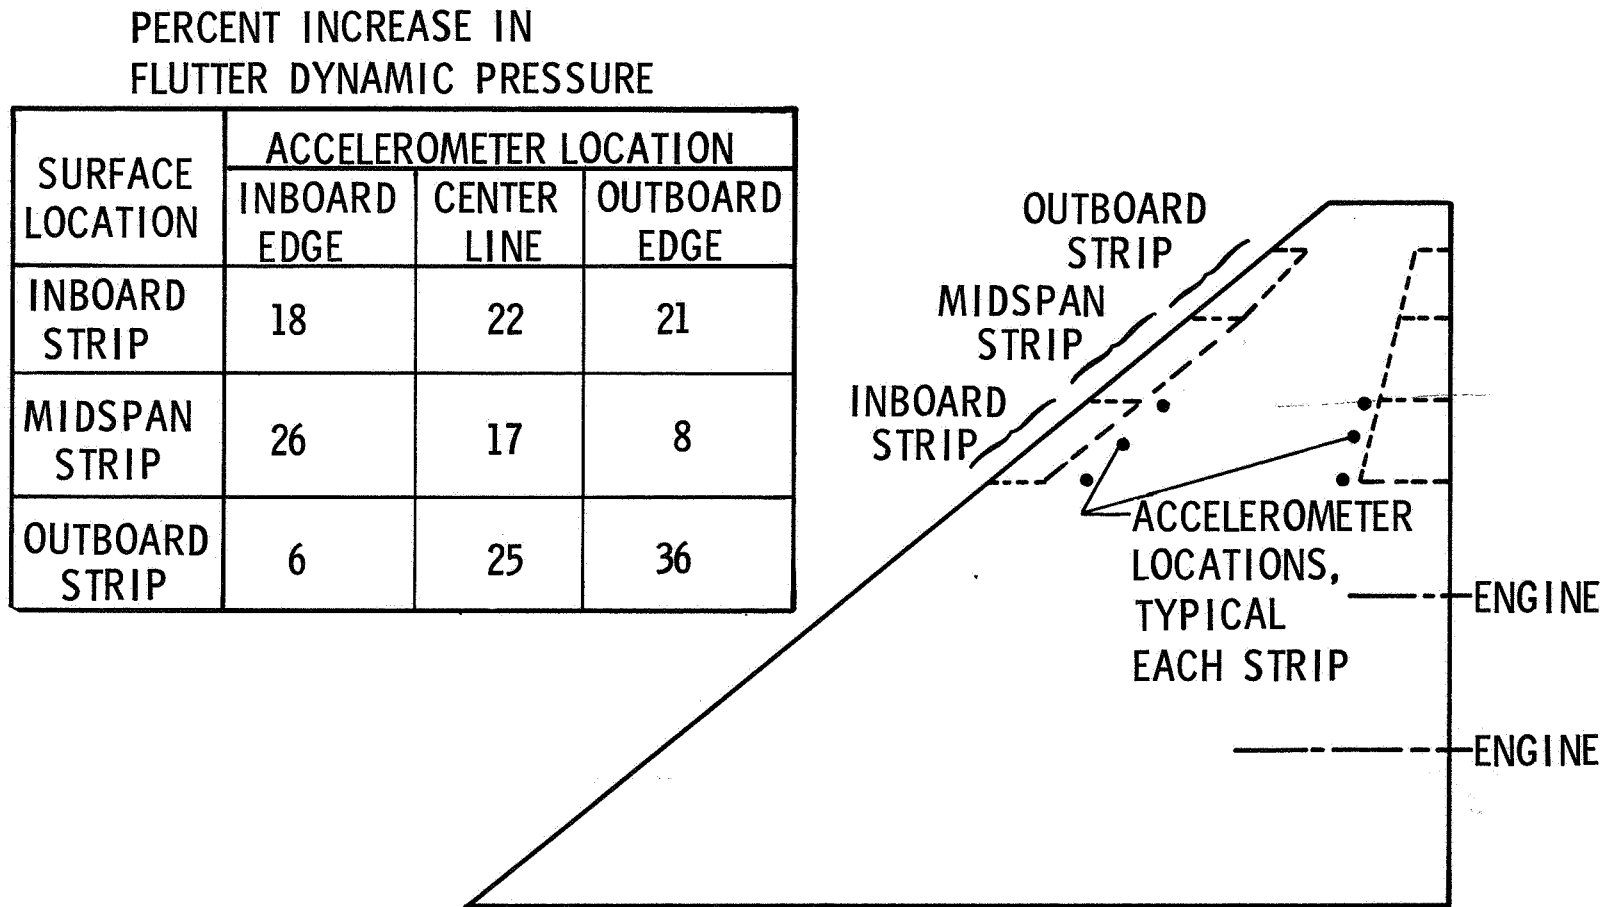 PERCENT INCREASE IN
FLUTTER DYNAMIC PRESSURE
SURFACE
LOCATION
ACCELEROMETER LOCATION
INBOARD
EDGE
CENTER
LINE
OUTBOARD
EDGE
INBOARD
STRIP
18
22
21
MIDSPAN
STRIP
26
17
8
OUTBOARD
STRIP
6
25
36
OUTBOARD
STRIP
MIDSPAN
STRIP
INBOARD
STRIP
ACCELEROMETER
LOCATIONS,
TYPICAL
EACH STRIP
ENGINE
ENGINE